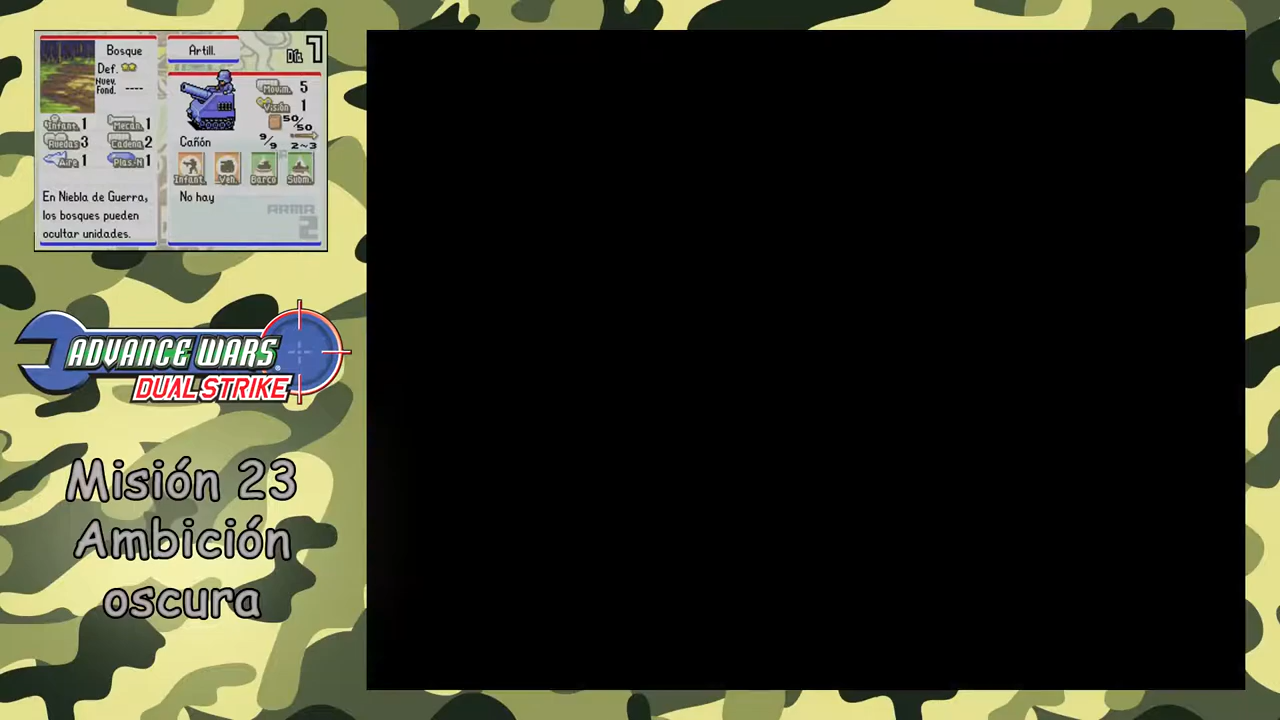 Bosque
Def.
Nuev. Fond. ----
Infant. 1
Mecán. 1
Ruedas 3
Cadena 2
Aire 1
1
En Niebla de Guerra,
los bosques pueden
ocultar unidades.
Artill.
Día 1
Movim. 5
Visión 1
50/50
Cañón
9/9
2~3
Infant.
Veh.
Barco
Subm.
No hay
ARMA
2
ADVANCE WARS
DUAL STRIKE
Misión 23
Ambición
oscura